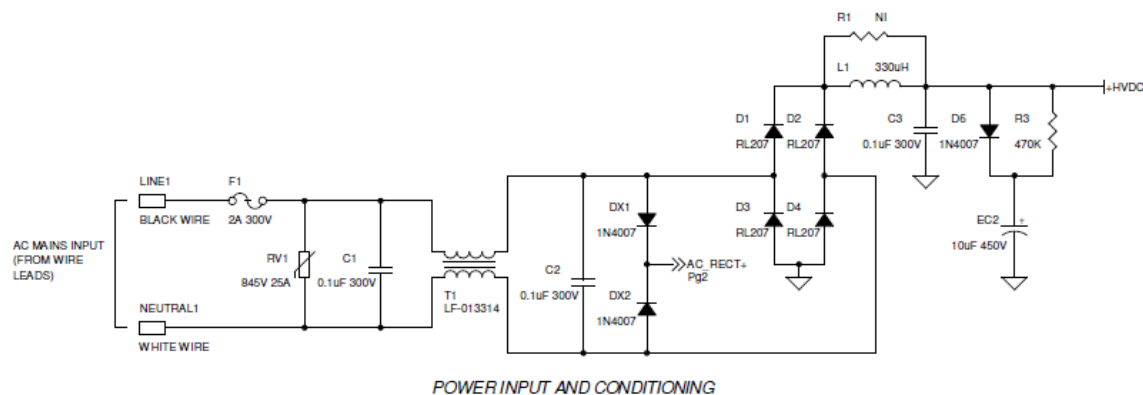 R1 NI
L1 330uH
+HVDC
D1 D2
RL207 RL207
C3
0.1uF 300V
D5
1N4007
R3
470K
LINE1
BLACK WIRE
F1
2A 300V
AC MAINS INPUT
(FROM WIRE
LEADS)
RV1
845V 25A
C1
0.1uF 300V
T1
LF-013314
C2
0.1uF 300V
DX1
1N4007
AC_RECT+
Pg2
DX2
1N4007
D3 D4
RL207 RL207
EC2
+
10uF 450V
NEUTRAL1
WHITE WIRE
POWER INPUT AND CONDITIONING